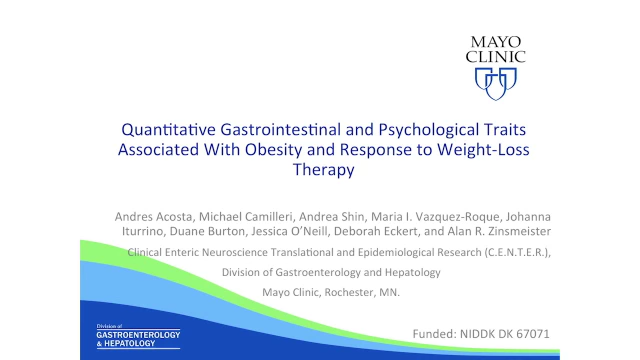 MAYO
CLINIC
Quantitative Gastrointestinal and Psychological Traits
Associated With Obesity and Response to Weight-Loss
Therapy
Andres Acosta, Michael Camilleri, Andrea Shin, Maria I. Vazquez-Roque, Johanna
Iturrino, Duane Burton, Jessica O’Neill, Deborah Eckert, and Alan R. Zinsmeister
Clinical Enteric Neuroscience Translational and Epidemiological Research (C.E.N.T.E.R.),
Division of Gastroenterology and Hepatology
Mayo Clinic, Rochester, MN.
Funded: NIDDK DK 67071
Division of
GASTROENTEROLOGY
& HEPATOLOGY